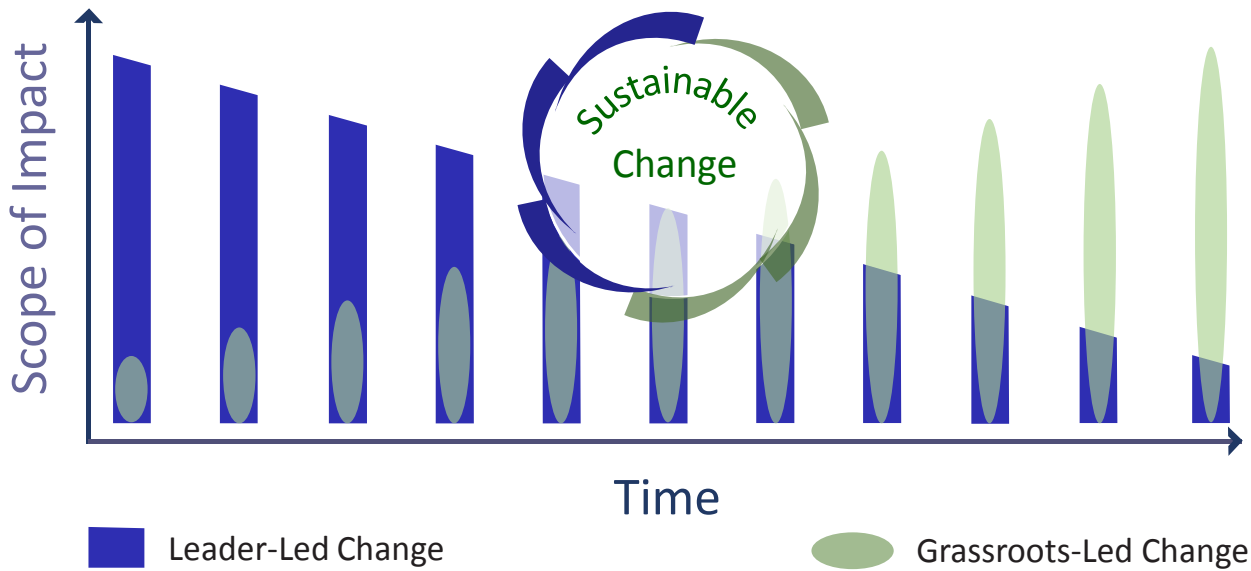 Scope of Impact
Sustainable
Change
Time
Leader-Led Change
Grassroots-Led Change